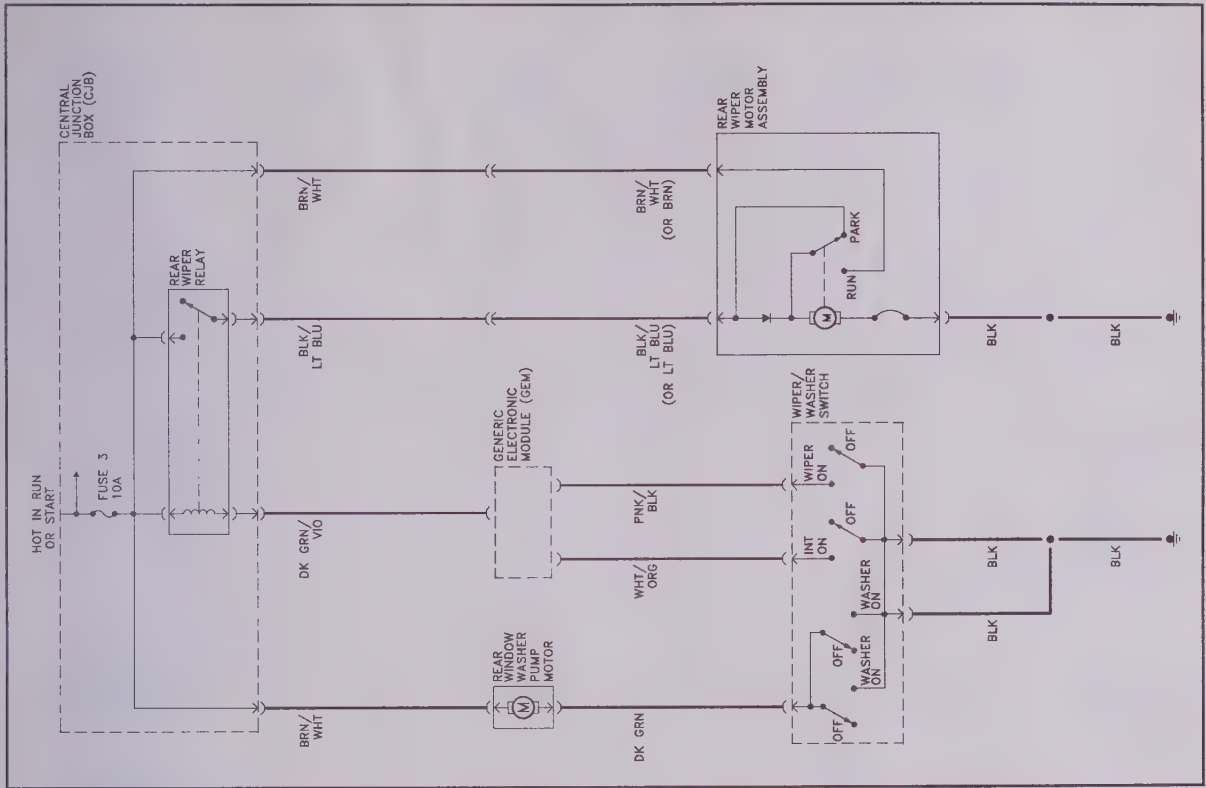 HOT IN RUN
OR START
CENTRAL
JUNCTION
BOX (CJB)
FUSE 3
10A
REAR
WIPER
RELAY
BRN/
WHT
DK GRN/
VIO
BLK/
LT BLU
BRN/
WHT
REAR
WINDOW
WASHER
PUMP
MOTOR
M
GENERIC
ELECTRONIC
MODULE (GEM)
BLK/
LT BLU
(OR LT BLU)
BRN/
WHT
(OR BRN)
DK GRN
WHT/
ORG
PNK/
BLK
REAR
WIPER
MOTOR
ASSEMBLY
PARK
RUN
M
WIPER/
WASHER
SWITCH
OFF
WASHER
ON
OFF
WASHER
ON
INT
ON
OFF
WIPER
ON
OFF
BLK
BLK
BLK
BLK
BLK